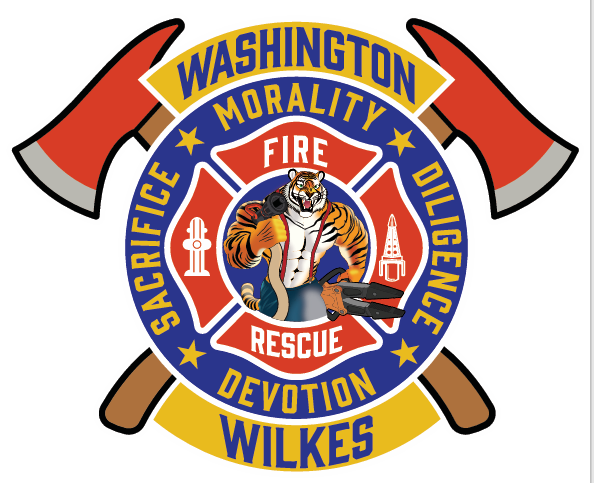 WASHINGTON
MORALITY
SACRIFICE
DILIGENCE
FIRE
RESCUE
DEVOTION
WILKES